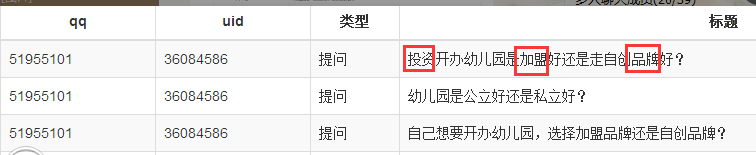 qq uid 类型 标题
51955101 36084586 提问 投资开办幼儿园是加盟好还是走自创品牌好？
51955101 36084586 提问 幼儿园是公立好还是私立好？
51955101 36084586 提问 自己想要开办幼儿园，选择加盟品牌还是自创品牌？